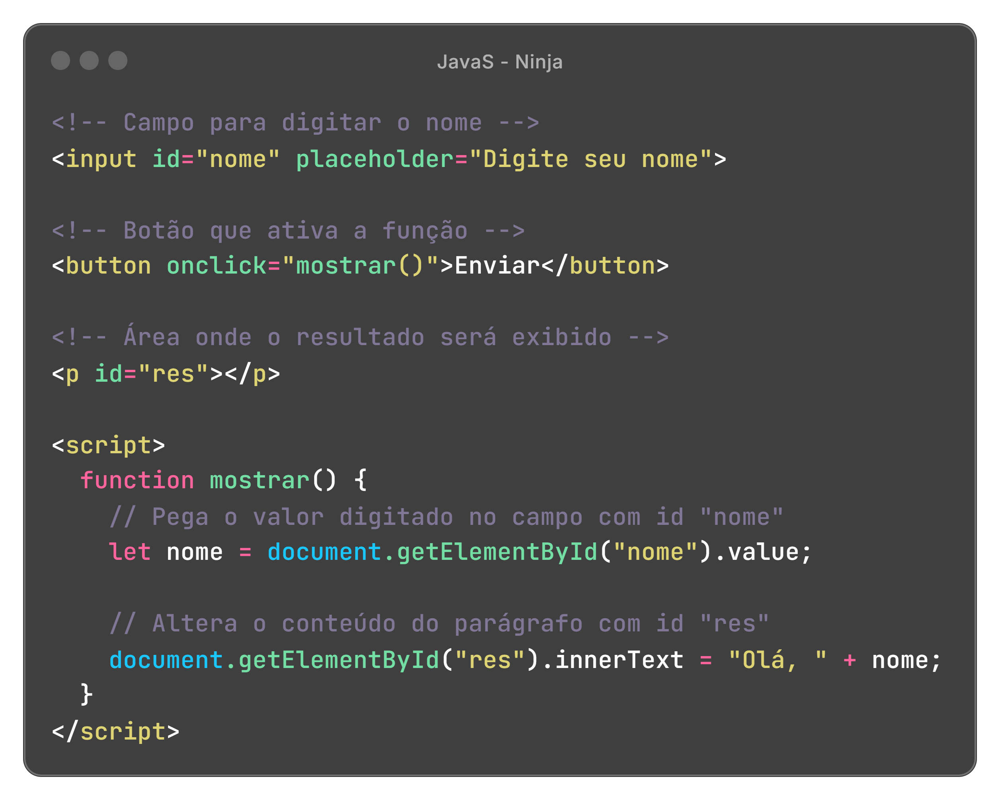 JavaS - Ninja
<!-- Campo para digitar o nome -->
<input id="nome" placeholder="Digite seu nome">
<!-- Botão que ativa a função -->
<button onclick="mostrar()">Enviar</button>
<!-- Área onde o resultado será exibido -->
<p id="res"></p>
<script>
  function mostrar() {
    // Pega o valor digitado no campo com id "nome"
    let nome = document.getElementById("nome").value;
    // Altera o conteúdo do parágrafo com id "res"
    document.getElementById("res").innerText = "Olá, " + nome;
  }
</script>